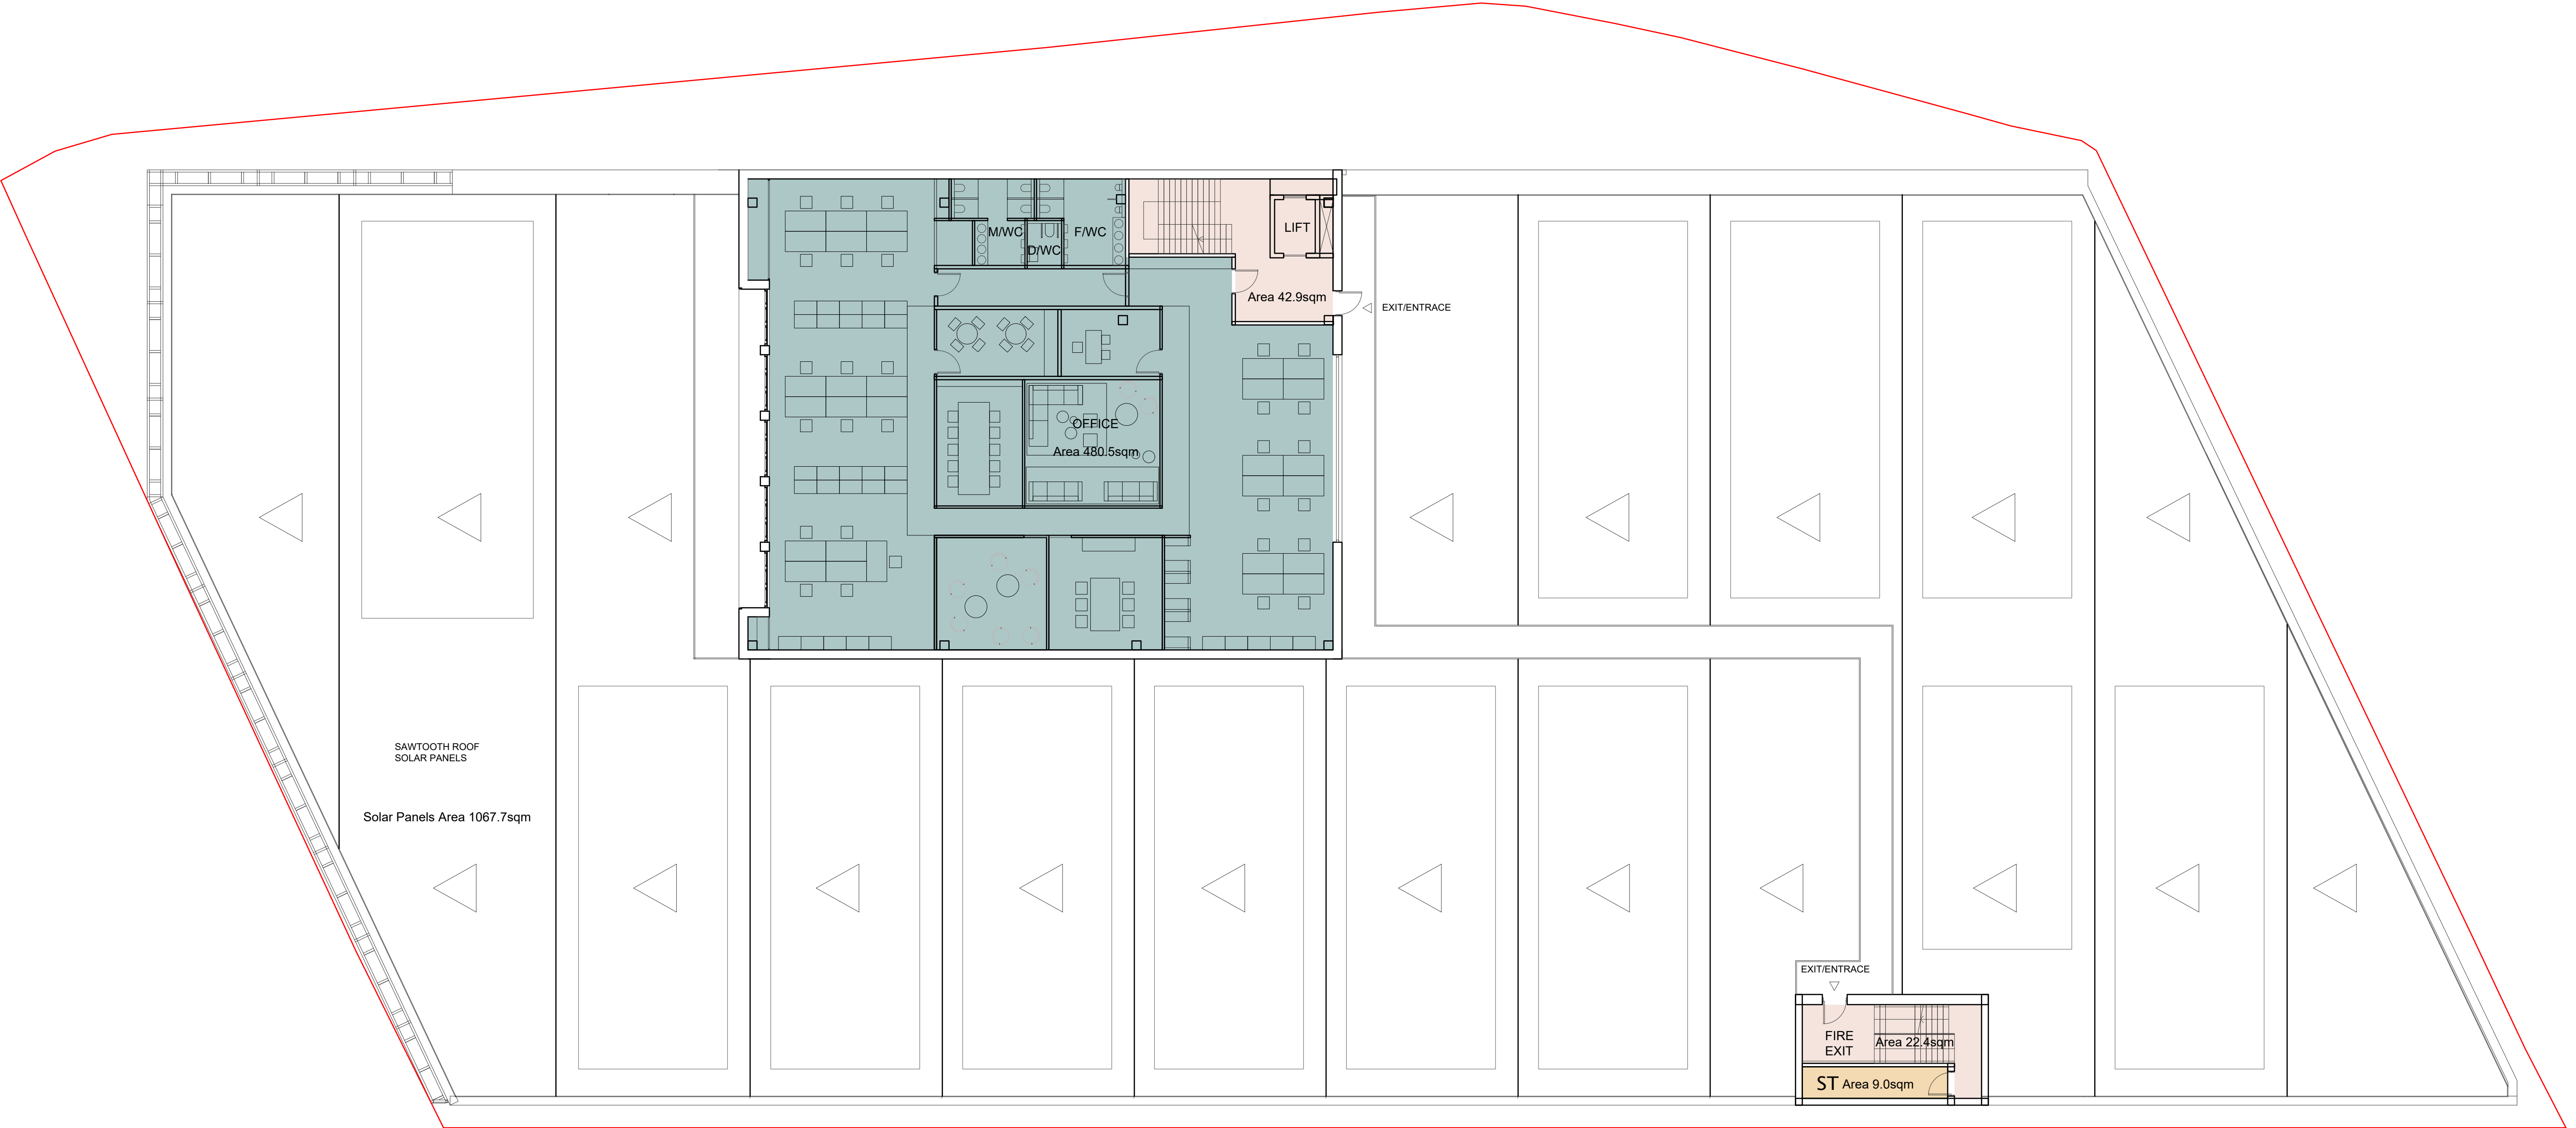 M/WC
F/WC
D/WC
LIFT
Area 42.9sqm
EXIT/ENTRACE
OFFICE
Area 480.5sqm
SAWTOOTH ROOF
SOLAR PANELS
Solar Panels Area 1067.7sqm
EXIT/ENTRACE
FIRE
EXIT
Area 22.4sqm
ST Area 9.0sqm